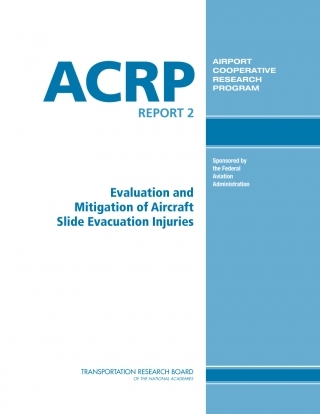 ACRP
REPORT 2
AIRPORT
COOPERATIVE
RESEARCH
PROGRAM
Sponsored by
the Federal
Aviation
Administration
Evaluation and
Mitigation of Aircraft
Slide Evacuation Injuries
TRANSPORTATION RESEARCH BOARD
OF THE NATIONAL ACADEMIES